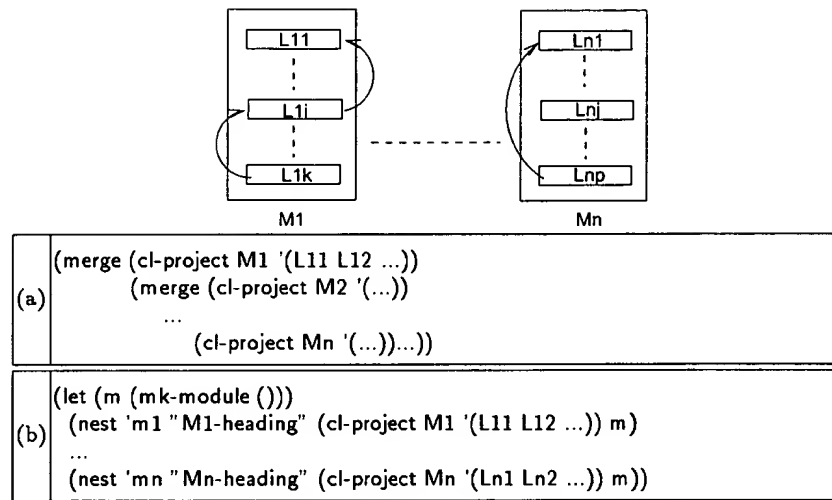 L11
L1i
L1k
M1
Ln1
Lnj
Lnp
Mn
(a)
(merge (cl-project M1 '(L11 L12 ...))
(merge (cl-project M2 '(...))
...
(cl-project Mn '(...))...))
(b)
(let (m (mk-module ()))
(nest 'm1 "M1-heading" (cl-project M1 '(L11 L12 ...)) m)
...
(nest 'mn "Mn-heading" (cl-project Mn '(Ln1 Ln2 ...)) m))